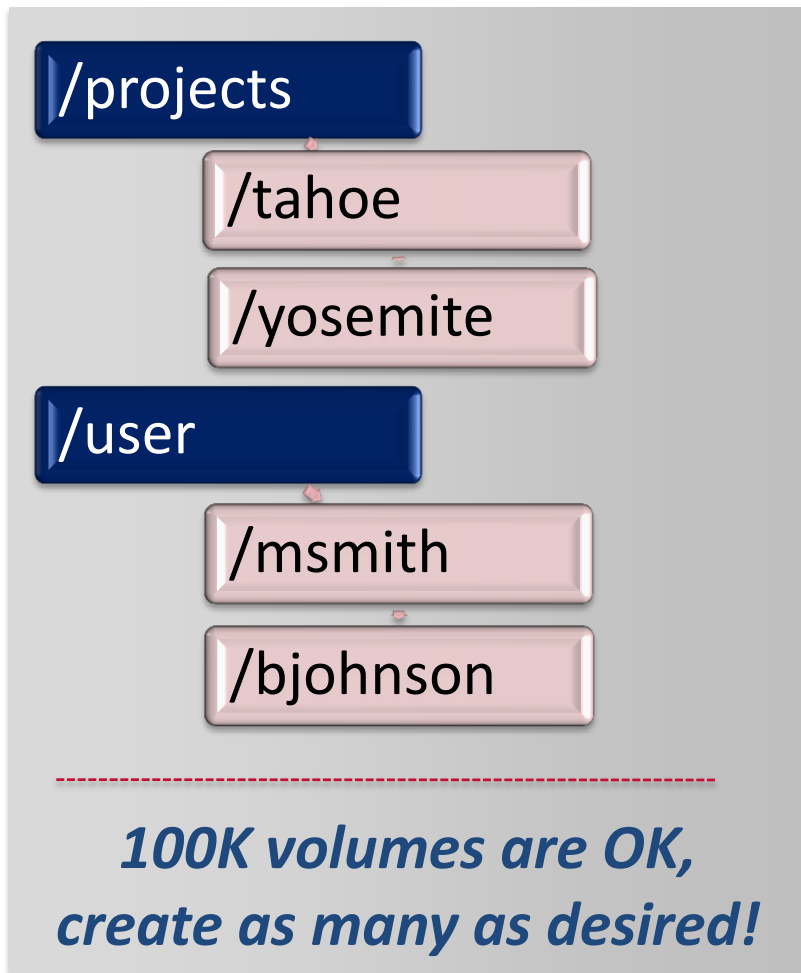 /projects
/tahoe
/yosemite
/user
/msmith
/bjohnson
100K volumes are OK,
create as many as desired!